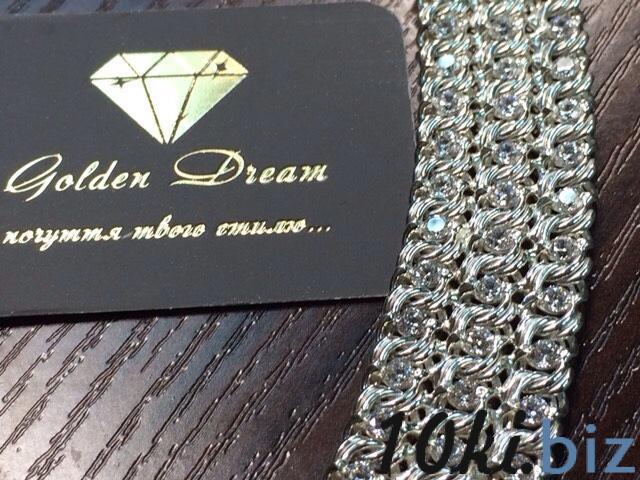 Golden Dream
почуття твого стилю...
10ki.biz